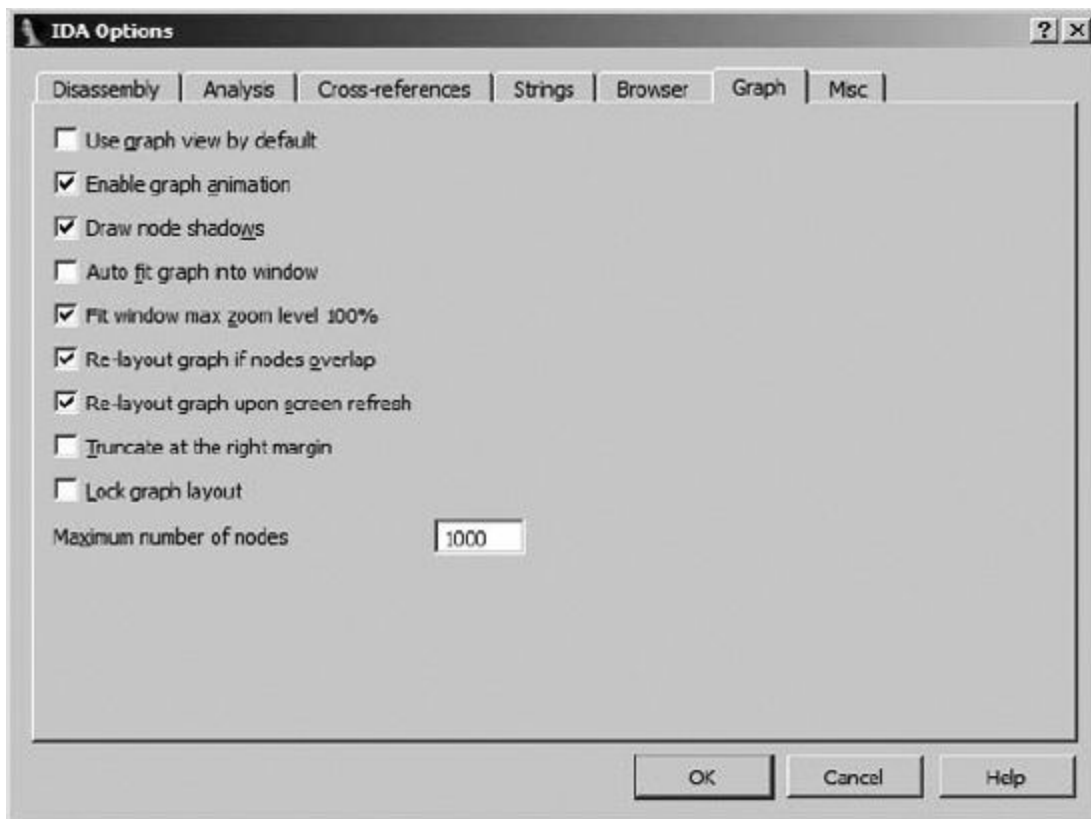 IDA Options
Disassembly
Analysis
Cross-references
Strings
Browser
Graph
Misc
Use graph view by default
Enable graph animation
Draw node shadows
Auto fit graph into window
Fit window max zoom level 100%
Re-layout graph if nodes overlap
Re-layout graph upon screen refresh
Truncate at the right margin
Lock graph layout
Maximum number of nodes 1000
OK
Cancel
Help